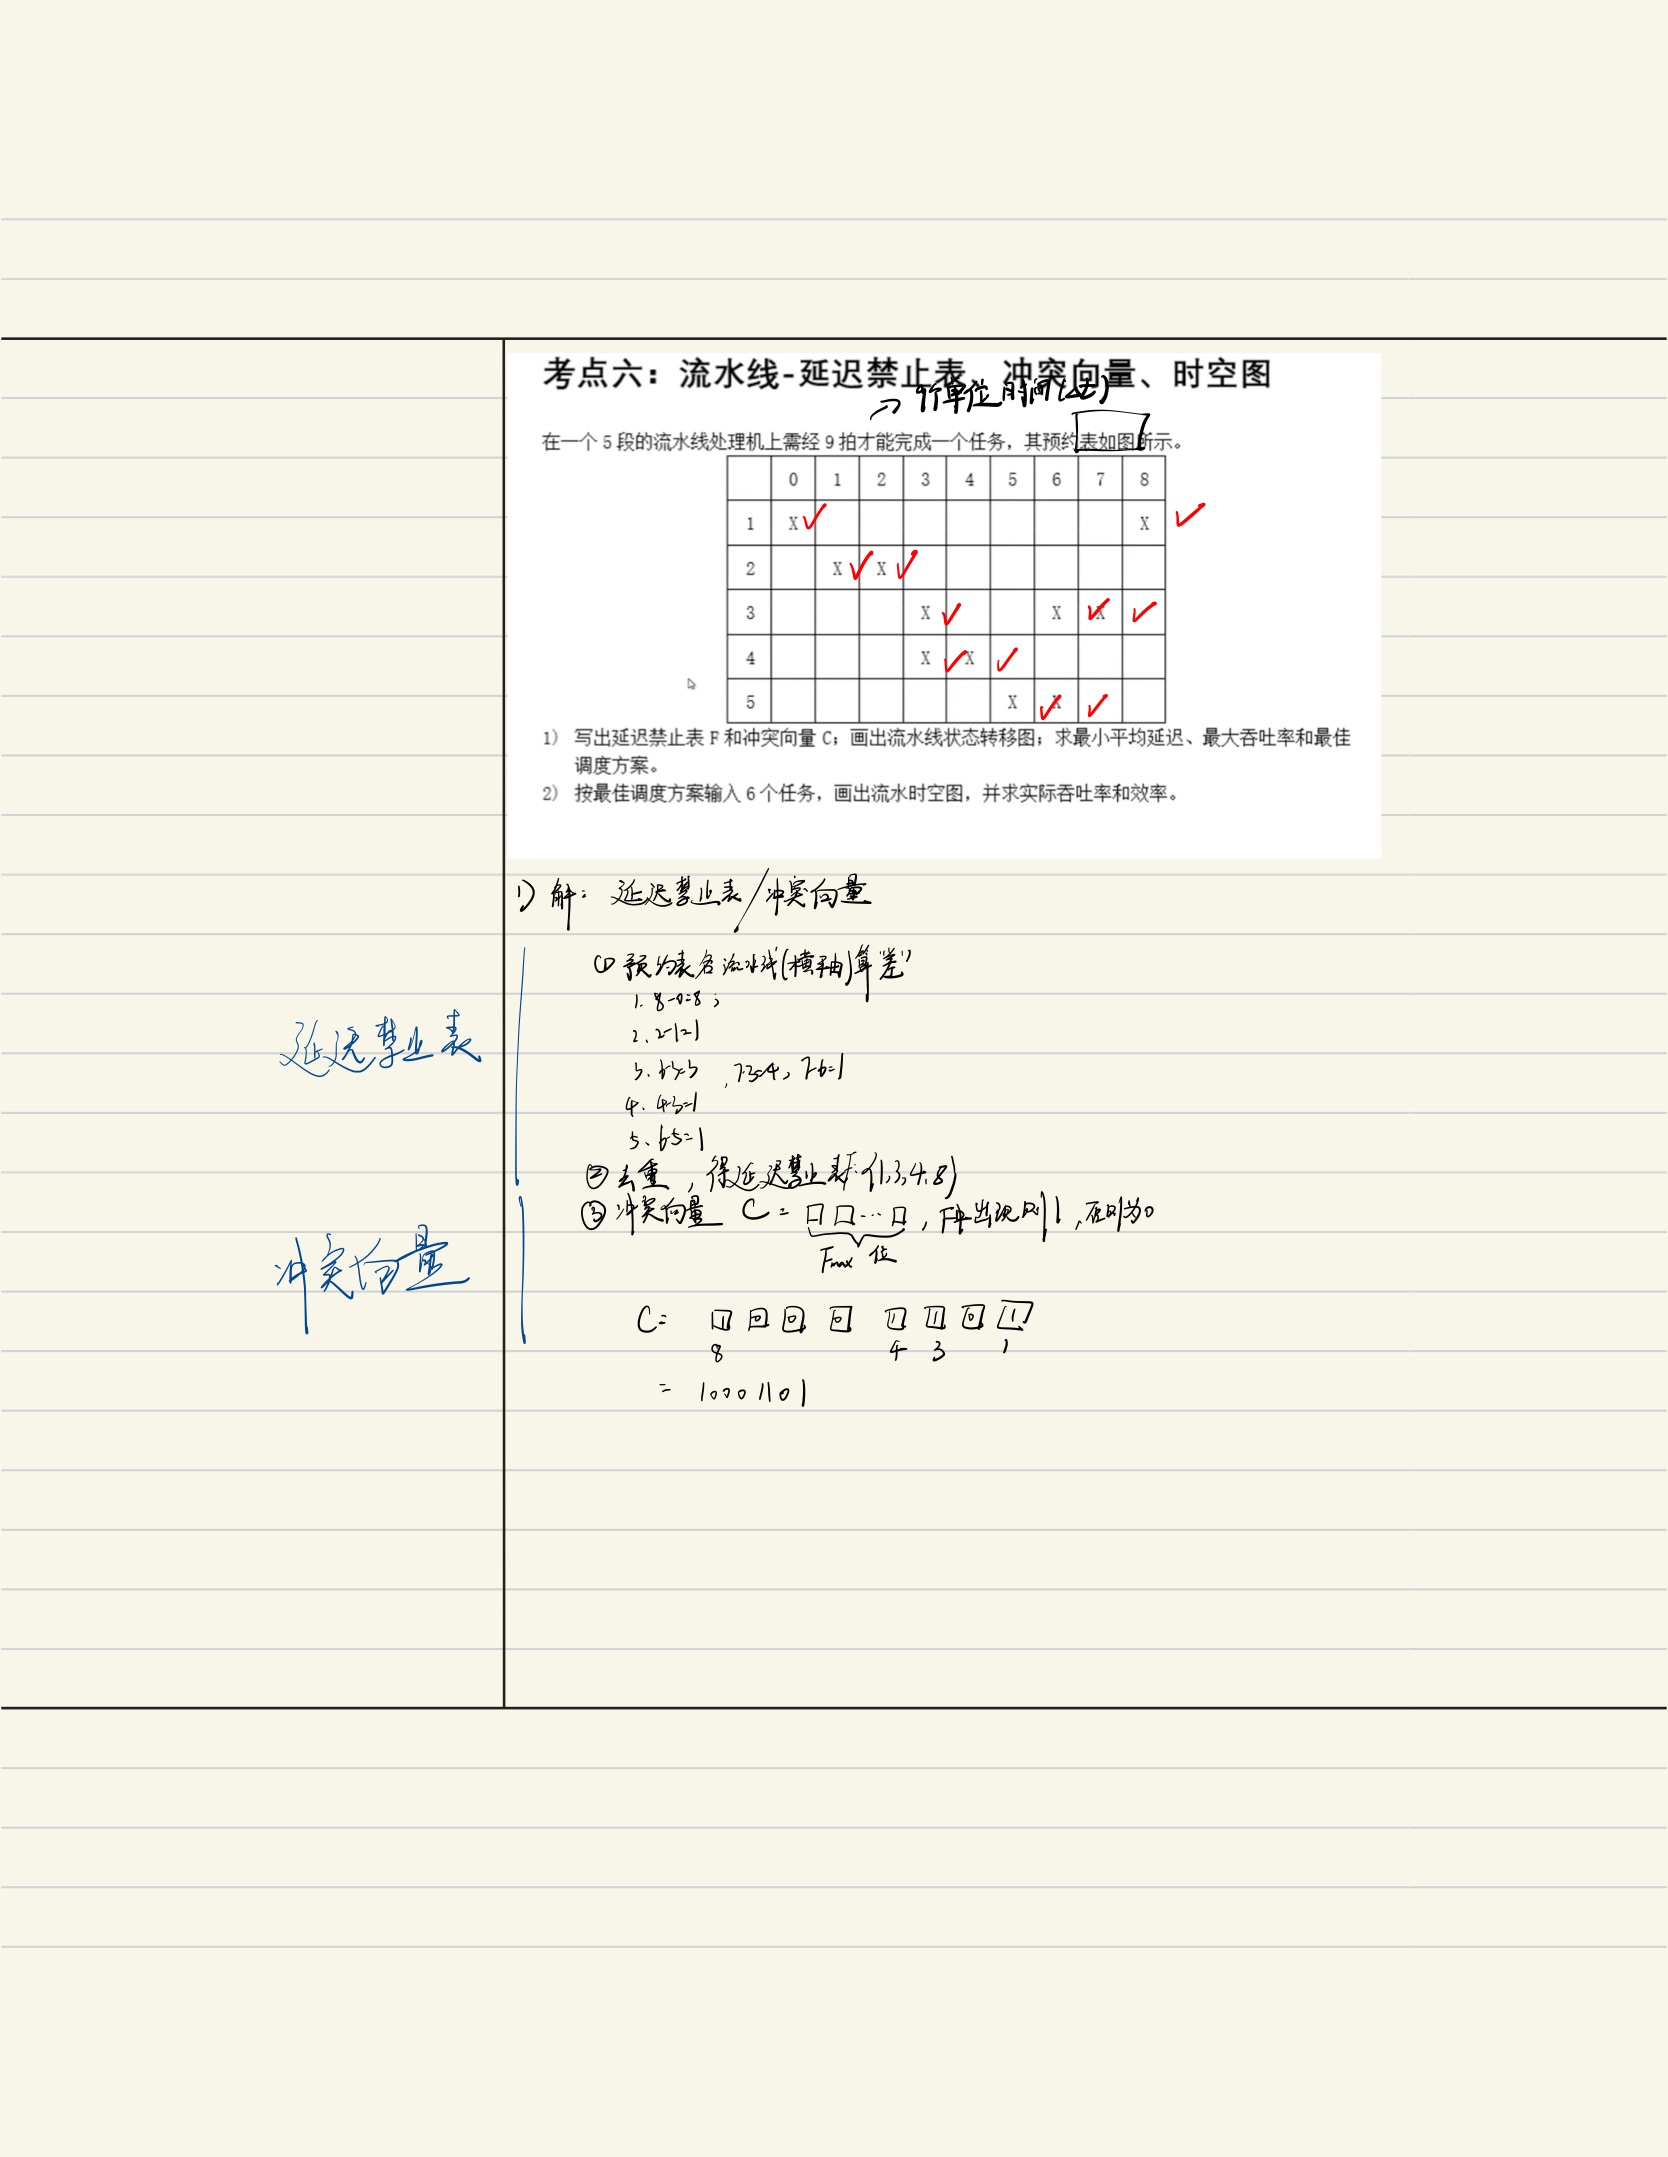 考点六：流水线-延迟禁止表、冲突向量、时空图
→ 9个单位时间(Δt)
在一个 5 段的流水线处理机上需经 9 拍才能完成一个任务，其预约表如图所示。
0 1 2 3 4 5 6 7 8
1 X ✓ X ✓
2 X ✓ X ✓
3 X ✓ X ✓ X ✓
4 X ✓ X ✓
5 X ✓ X ✓
1) 写出延迟禁止表 F 和冲突向量 C；画出流水线状态转移图；求最小平均延迟、最大吞吐率和最佳
调度方案。
2) 按最佳调度方案输入 6 个任务，画出流水时空图，并求实际吞吐率和效率。
1) 解： 延迟禁止表/冲突向量
① 预约表各流水线(横轴)算"差"
1. 8-0=8；
2. 2-1=1
3. 6-3=3 , 7-3=4, 7-6=1
延迟禁止表
4. 4-3=1
5. 6-5=1
② 去重，得延迟禁止表F:{1,3,4,8}
③ 冲突向量 C = 口口…口，F中出现则1，否则为0
Fmax 位
冲突向量
C= 1 0 0 0 1 1 0 1
8 4 3 1
= 10001101